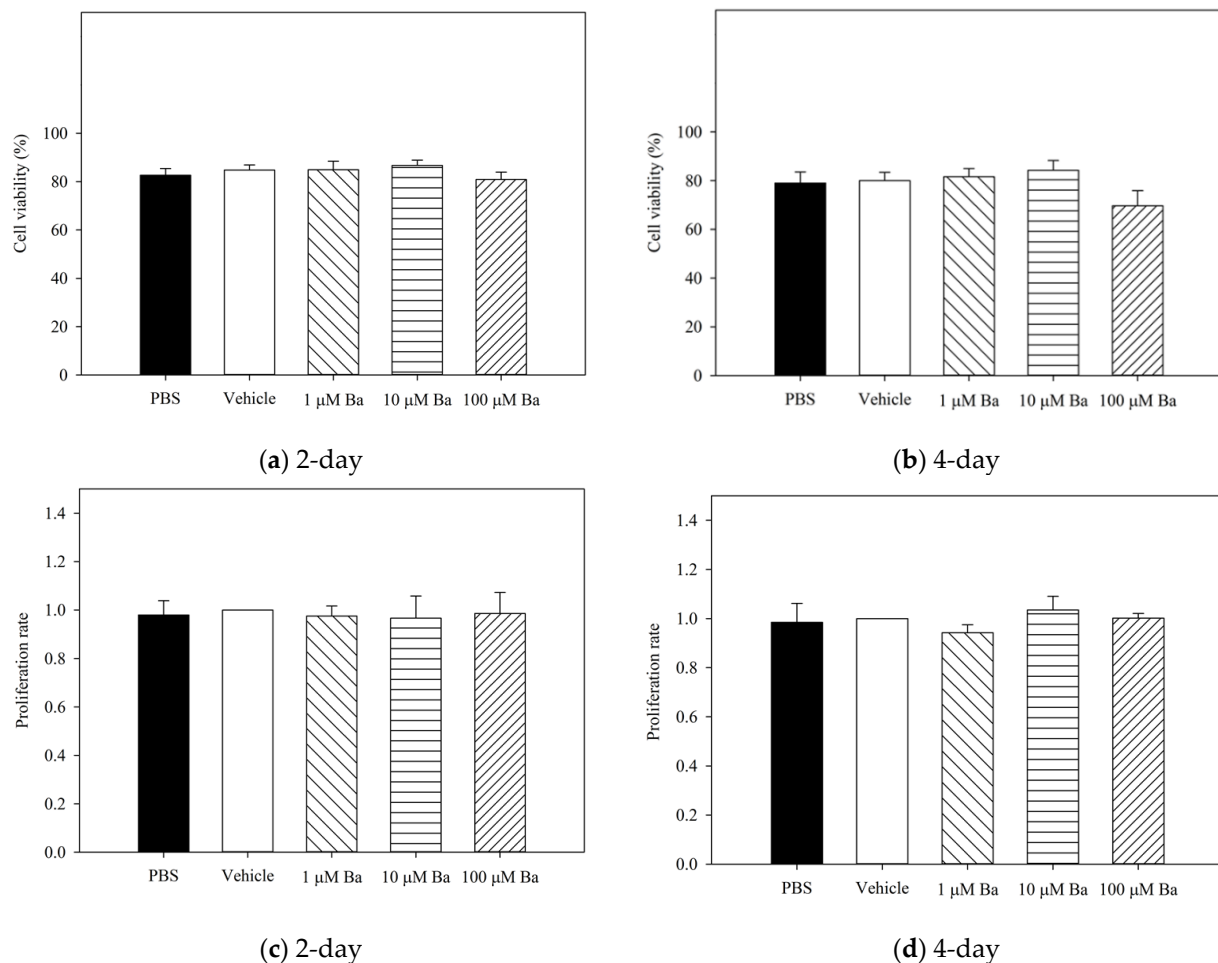 Cell viability (%)
100
80
60
40
20
0
PBS
Vehicle
1 μM Ba
10 μM Ba
100 μM Ba
(a) 2-day
Cell viability (%)
100
80
60
40
20
0
PBS
Vehicle
1 μM Ba
10 μM Ba
100 μM Ba
(b) 4-day
Proliferation rate
1.4
1.2
1.0
0.8
0.6
0.4
0.2
0.0
PBS
Vehicle
1 μM Ba
10 μM Ba
100 μM Ba
(c) 2-day
Proliferation rate
1.4
1.2
1.0
0.8
0.6
0.4
0.2
0.0
PBS
Vehicle
1 μM Ba
10 μM Ba
100 μM Ba
(d) 4-day